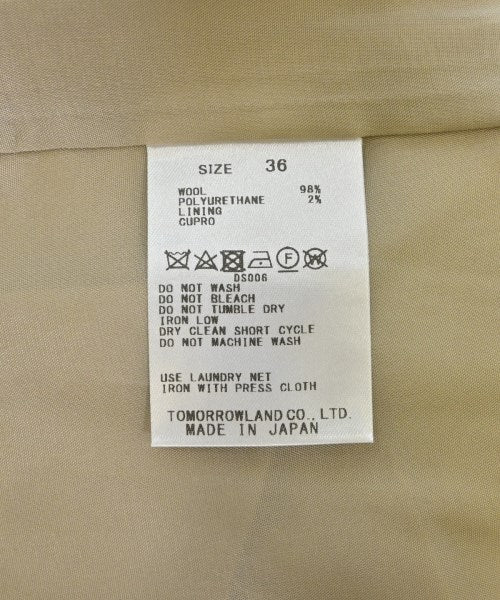 SIZE 36
WOOL 98%
POLYURETHANE 2%
LINING
CUPRO
DS006
DO NOT WASH
DO NOT BLEACH
DO NOT TUMBLE DRY
IRON LOW
DRY CLEAN SHORT CYCLE
DO NOT MACHINE WASH
USE LAUNDRY NET
IRON WITH PRESS CLOTH
TOMORROWLAND CO., LTD.
MADE IN JAPAN